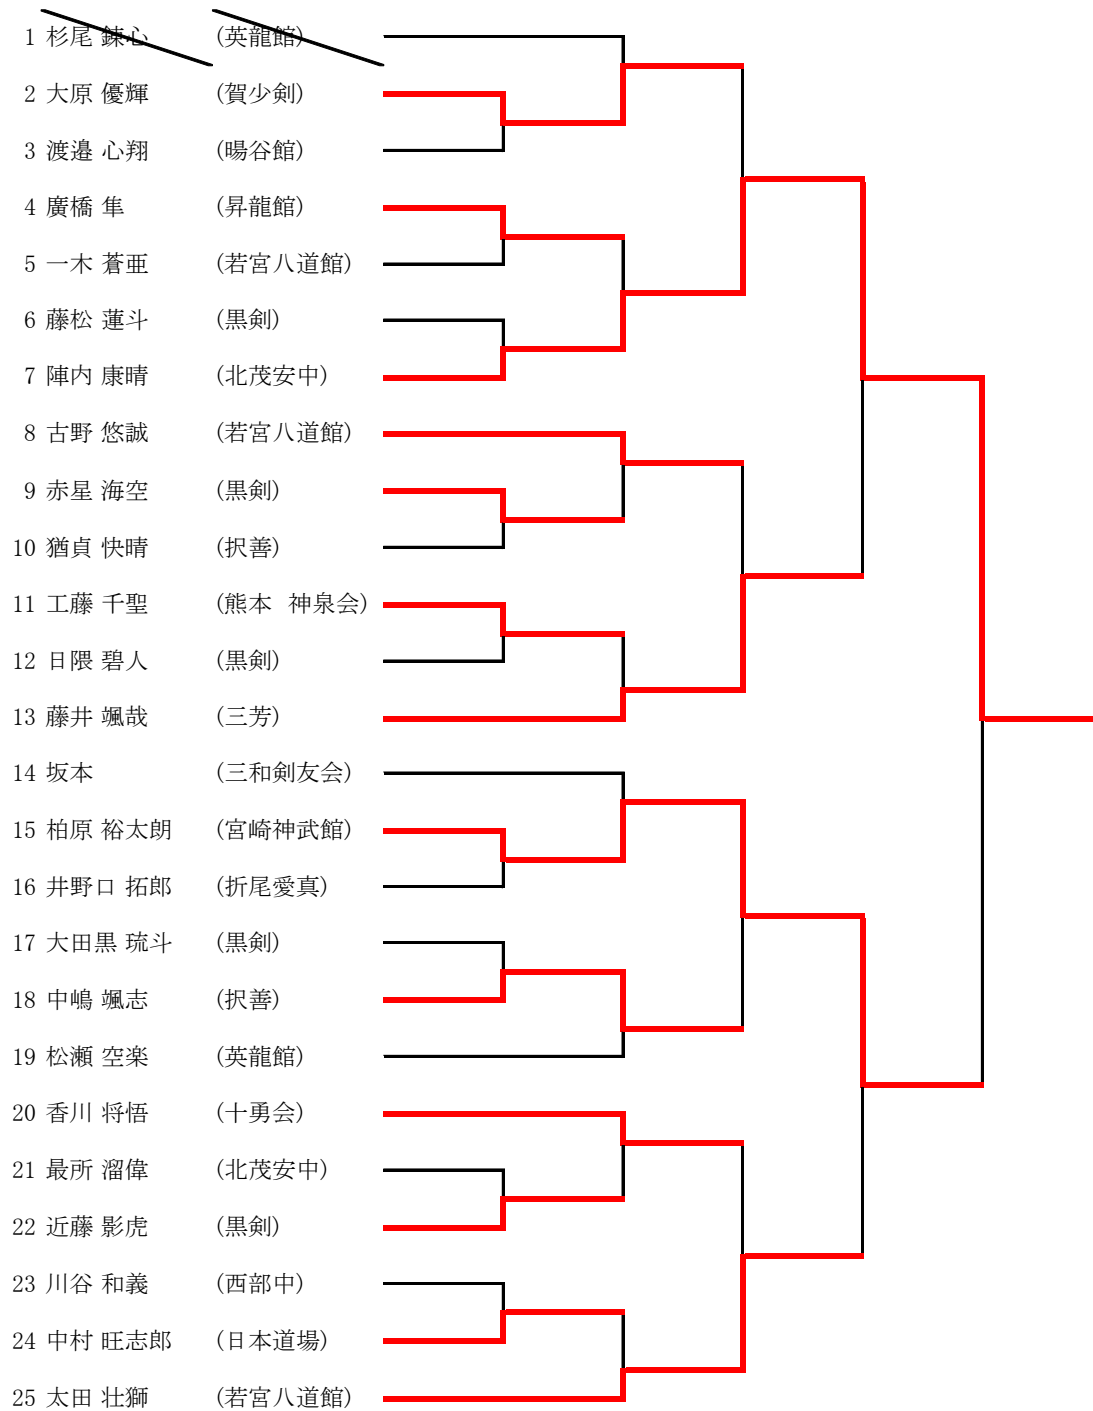 1 杉尾 錬心 (英龍館)
2 大原 優輝 (賀少剣)
3 渡邉 心翔 (暘谷館)
4 廣橋 隼 (昇龍館)
5 一木 蒼亜 (若宮八道館)
6 藤松 蓮斗 (黒剣)
7 陣内 康晴 (北茂安中)
8 古野 悠誠 (若宮八道館)
9 赤星 海空 (黒剣)
10 猶貞 快晴 (択善)
11 工藤 千聖 (熊本 神泉会)
12 日隈 碧人 (黒剣)
13 藤井 颯哉 (三芳)
14 坂本 (三和剣友会)
15 柏原 裕太朗 (宮崎神武館)
16 井野口 拓郎 (折尾愛真)
17 大田黒 琉斗 (黒剣)
18 中嶋 颯志 (択善)
19 松瀬 空楽 (英龍館)
20 香川 将悟 (十勇会)
21 最所 溜偉 (北茂安中)
22 近藤 影虎 (黒剣)
23 川谷 和義 (西部中)
24 中村 旺志郎 (日本道場)
25 太田 壮獅 (若宮八道館)